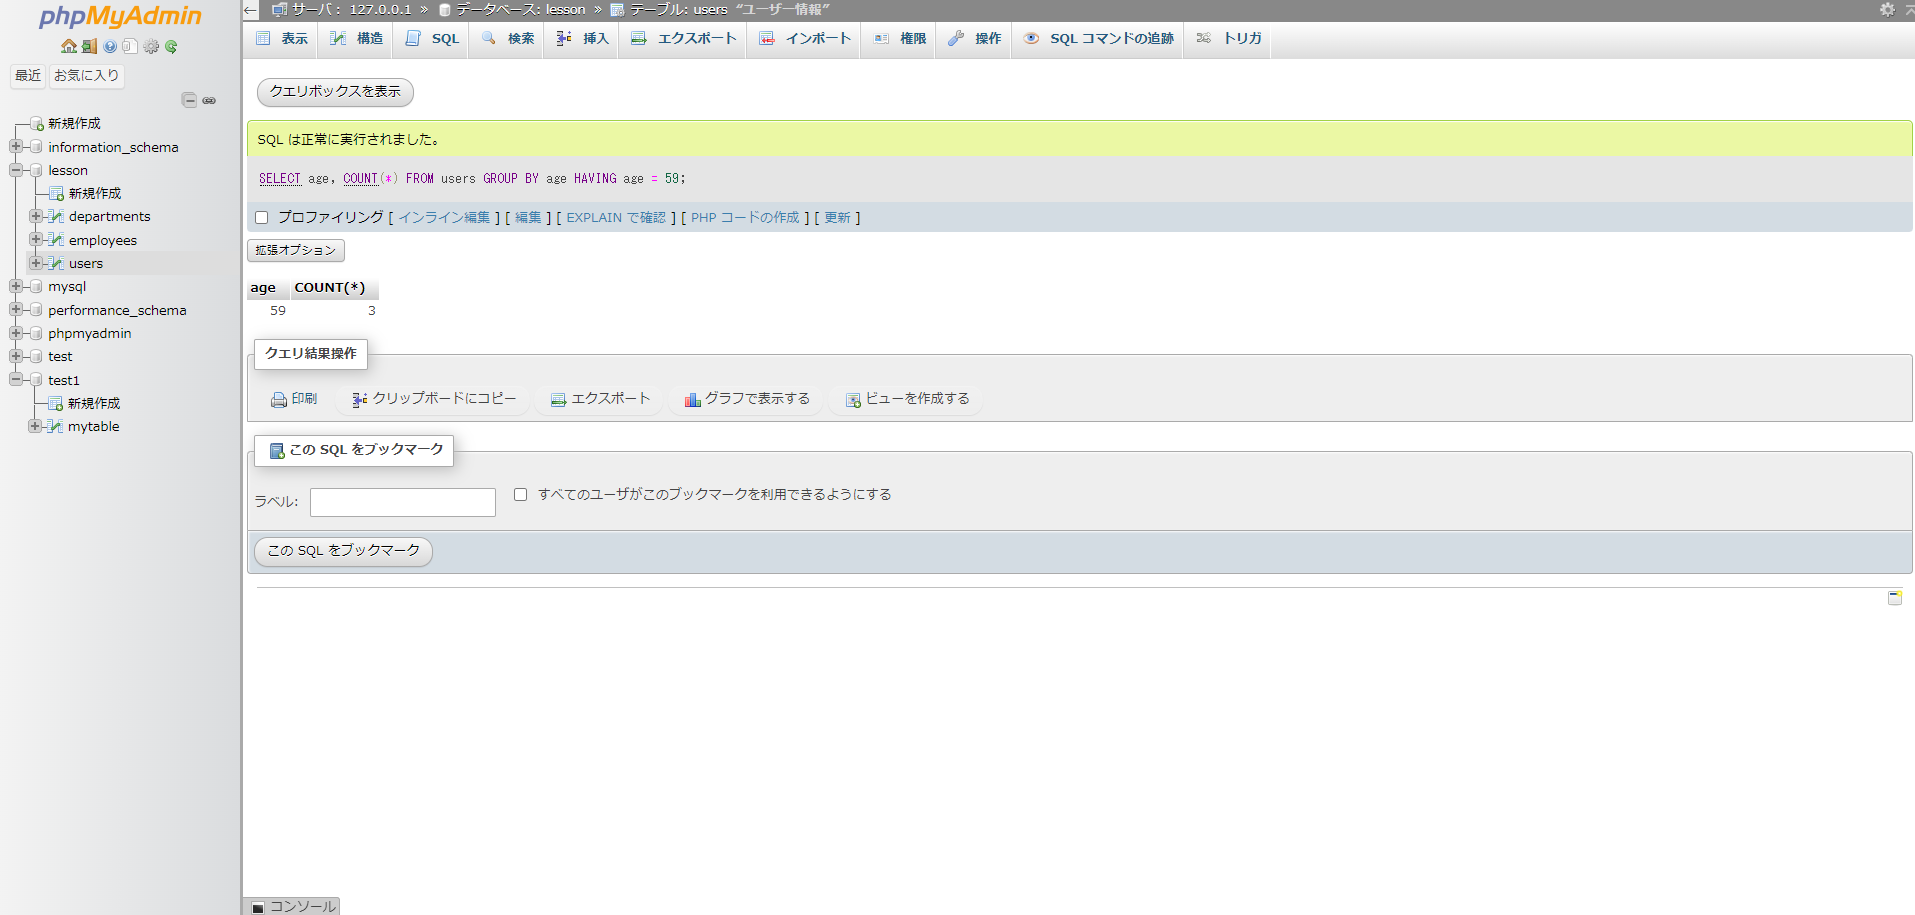 phpMyAdmin
最近 お気に入り
新規作成
information_schema
lesson
新規作成
departments
employees
users
mysql
performance_schema
phpmyadmin
test
test1
新規作成
mytable
サーバ: 127.0.0.1 » データベース: lesson » テーブル: users “ユーザー情報”
表示 構造 SQL 検索 挿入 エクスポート インポート 権限 操作 SQL コマンドの追跡 トリガ
クエリボックスを表示
SQL は正常に実行されました。
SELECT age, COUNT(*) FROM users GROUP BY age HAVING age = 59;
プロファイリング [ インライン編集 ] [ 編集 ] [ EXPLAIN で確認 ] [ PHP コードの作成 ] [ 更新 ]
拡張オプション
age COUNT(*)
59 3
クエリ結果操作
印刷 クリップボードにコピー エクスポート グラフで表示する ビューを作成する
この SQL をブックマーク
ラベル: すべてのユーザがこのブックマークを利用できるようにする
この SQL をブックマーク
コンソール